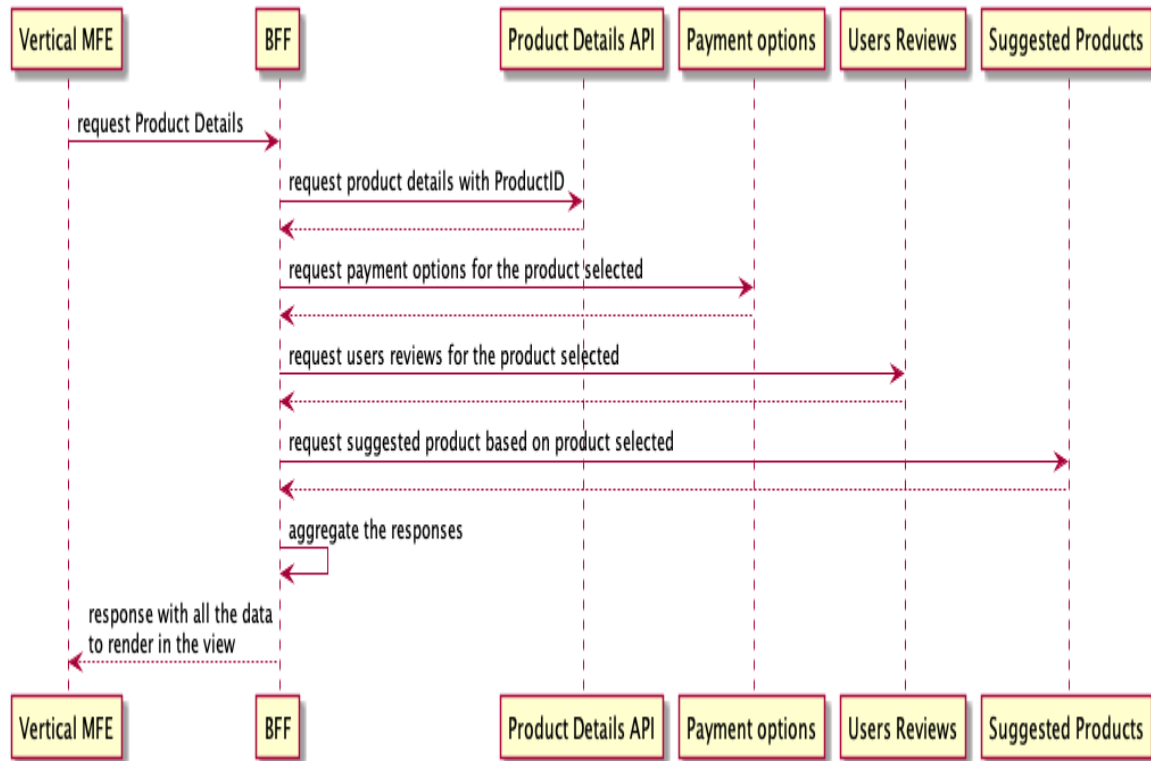 Vertical MFE
BFF
Product Details API
Payment options
Users Reviews
Suggested Products
request Product Details
request product details with ProductID
request payment options for the product selected
request users reviews for the product selected
request suggested product based on product selected
aggregate the responses
response with all the data
to render in the view
Vertical MFE
BFF
Product Details API
Payment options
Users Reviews
Suggested Products